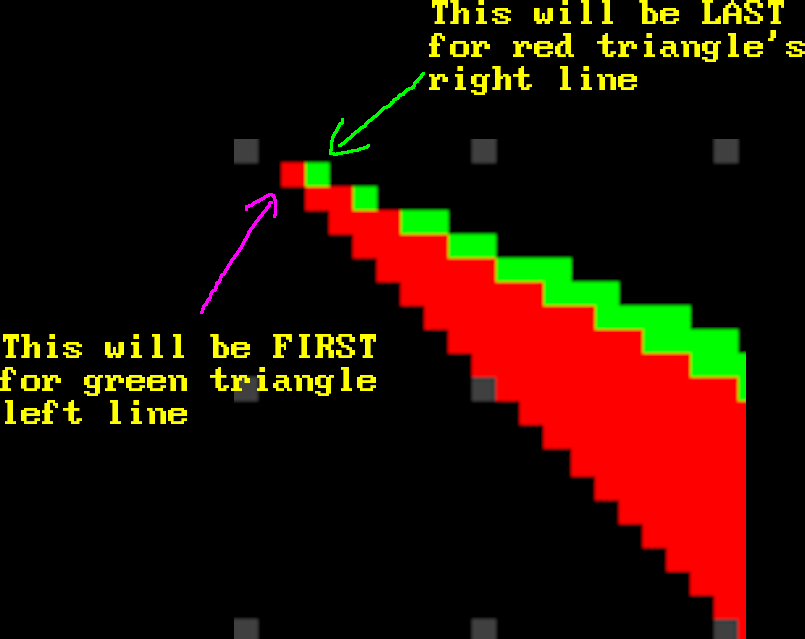 This will be LAST
for red triangle's
right line
This will be FIRST
for green triangle
left line